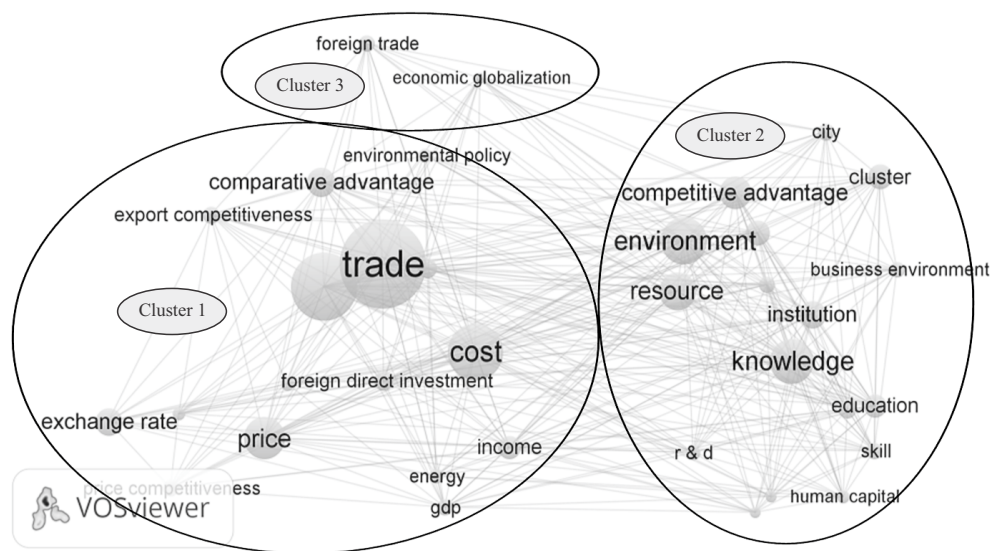 foreign trade
Cluster 3
economic globalization
environmental policy
comparative advantage
export competitiveness
trade
Cluster 1
cost
foreign direct investment
exchange rate
price
income
energy
price competitiveness
gdp
VOSviewer
Cluster 2
city
cluster
competitive advantage
environment
business environment
resource
institution
knowledge
education
r & d
skill
human capital